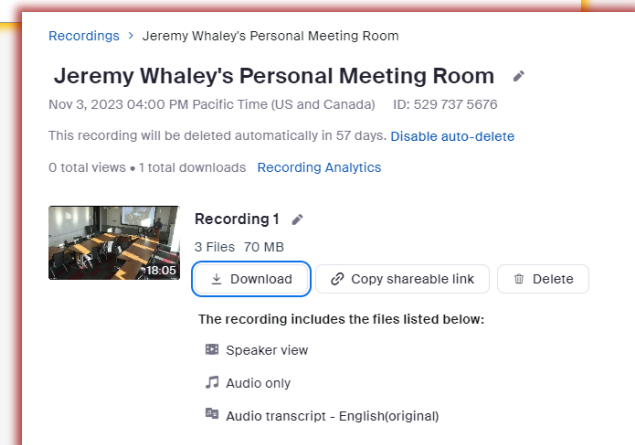 Recordings > Jeremy Whaley's Personal Meeting Room
Jeremy Whaley's Personal Meeting Room
Nov 3, 2023 04:00 PM Pacific Time (US and Canada) ID: 529 737 5676
This recording will be deleted automatically in 57 days. Disable auto-delete
0 total views • 1 total downloads Recording Analytics
Recording 1
3 Files 70 MB
18:05
Download Copy shareable link Delete
The recording includes the files listed below:
Speaker view
Audio only
Audio transcript - English(original)